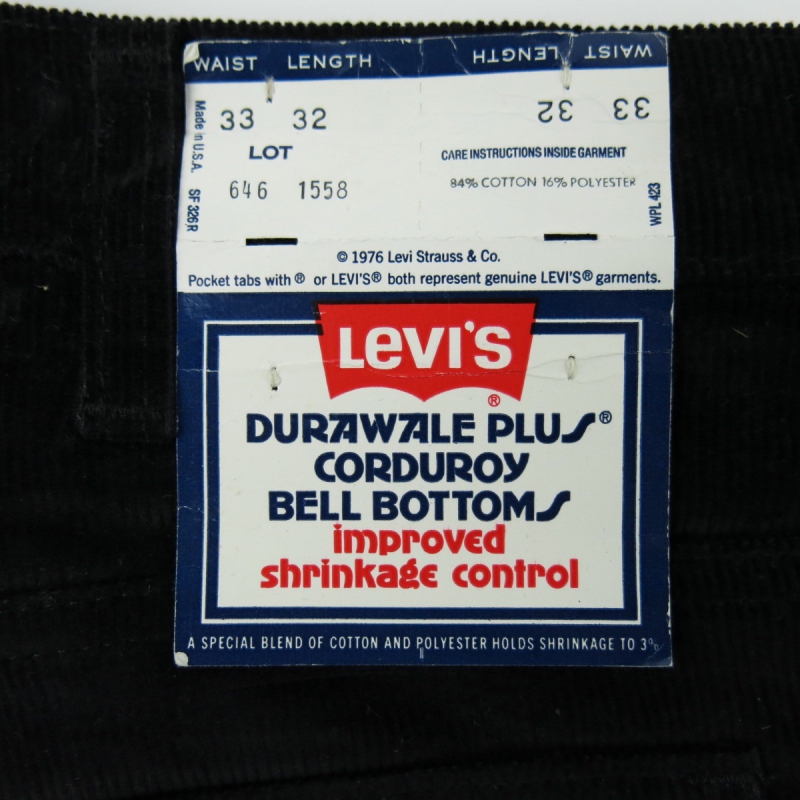 WAIST LENGTH
33 32
LOT
646 1558
Made in U.S.A.
SF 326R
WAIST LENGTH
33 32
CARE INSTRUCTIONS INSIDE GARMENT
84% COTTON 16% POLYESTER
WPL 423
© 1976 Levi Strauss & Co.
Pocket tabs with ® or LEVI'S® both represent genuine LEVI'S® garments.
LEVI'S
®
DURAWALE PLUS®
CORDUROY
BELL BOTTOMS
improved
shrinkage control
A SPECIAL BLEND OF COTTON AND POLYESTER HOLDS SHRINKAGE TO 3%